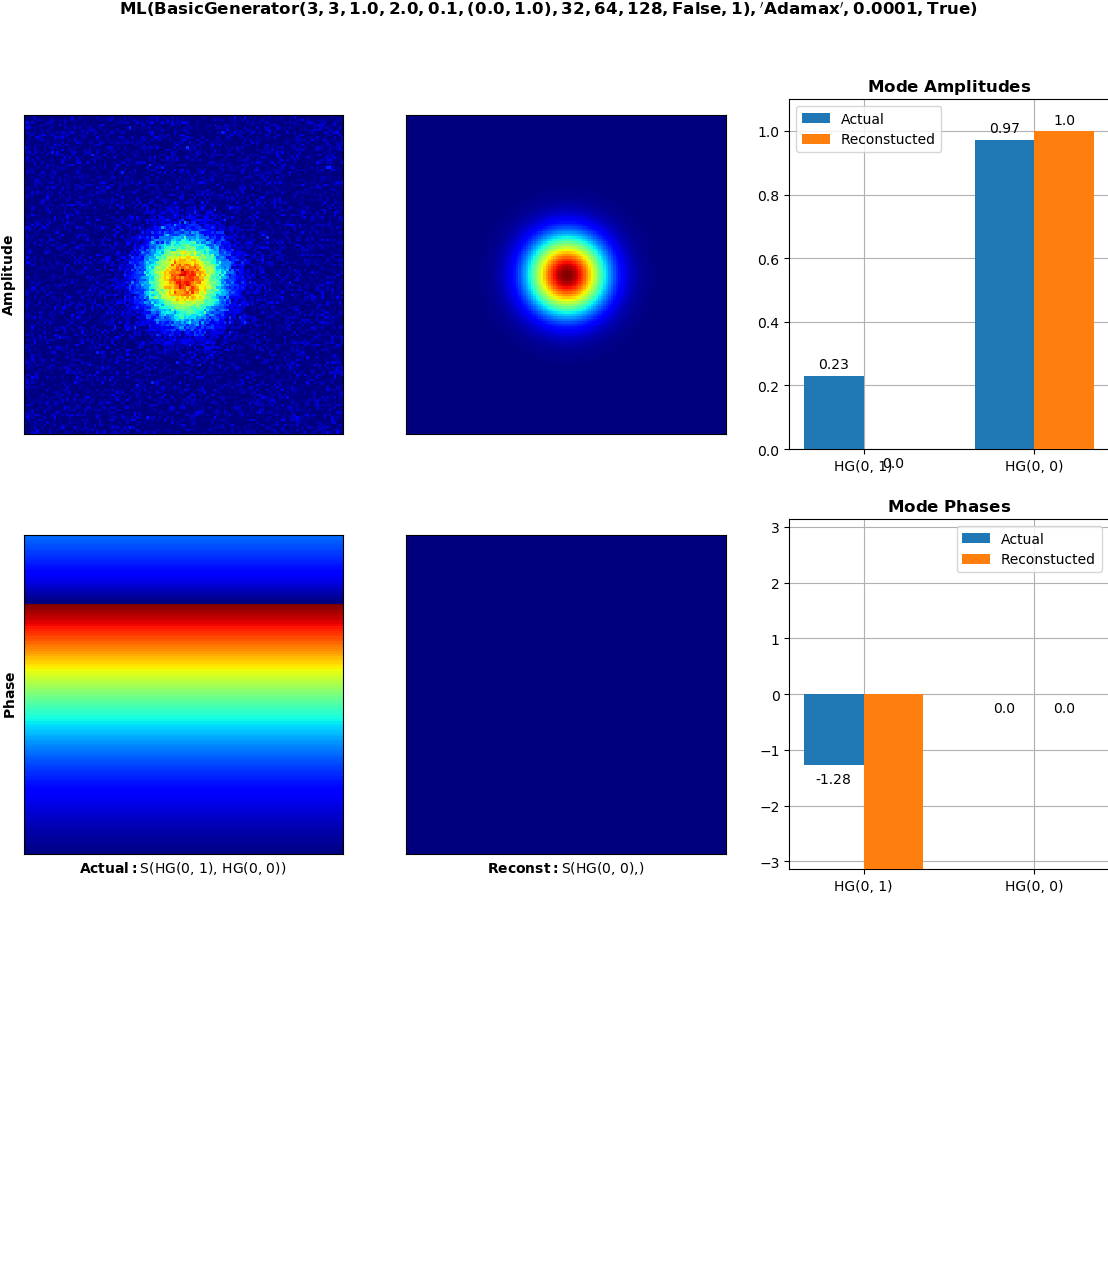 ML(BasicGenerator(3, 3, 1.0, 2.0, 0.1, (0.0, 1.0), 32, 64, 128, False, 1), 'Adamax', 0.0001, True)
Amplitude
Mode Amplitudes
Actual
Reconstucted
1.0
0.8
0.6
0.4
0.2
0.0
0.23
0.0
0.97
1.0
HG(0, 1)
HG(0, 0)
Phase
Actual: S(HG(0, 1), HG(0, 0))
Reconst: S(HG(0, 0),)
Mode Phases
Actual
Reconstucted
3
2
1
0
−1
−2
−3
-1.28
0.0
0.0
HG(0, 1)
HG(0, 0)